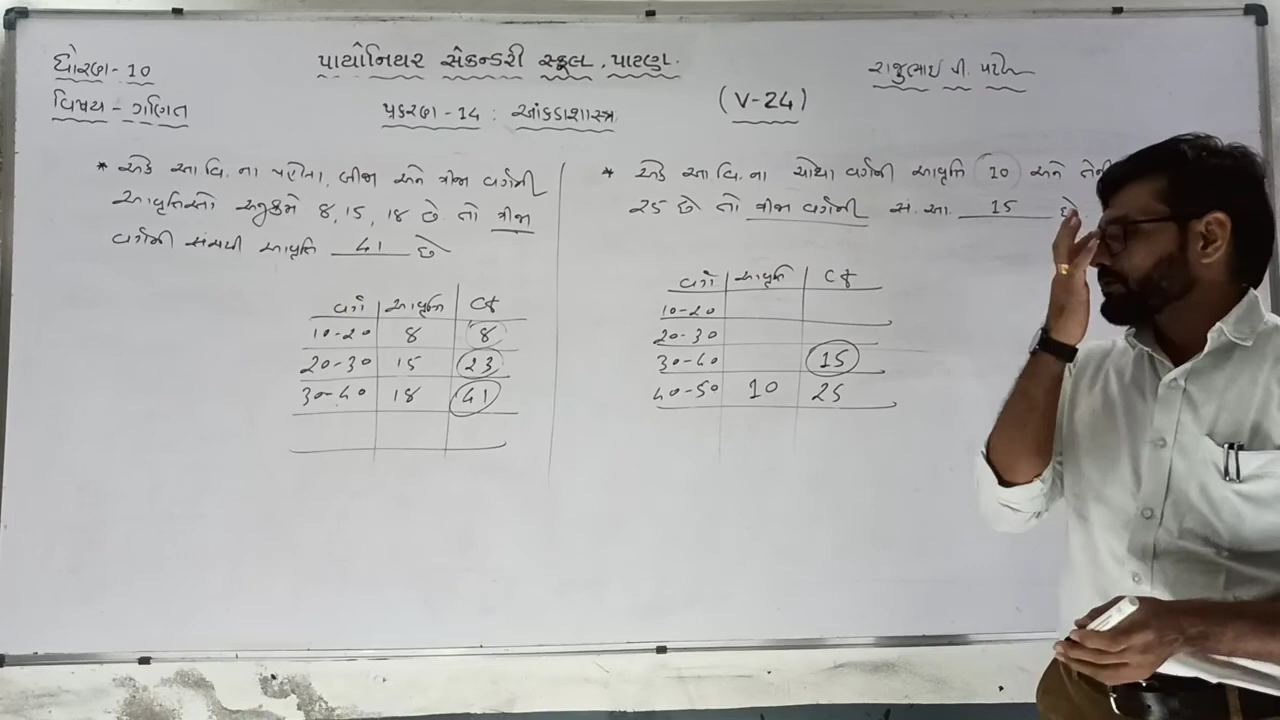 ધોરણ - 10
પાયોનિયર સેકન્ડરી સ્કૂલ, પાટણ.
રાજુભાઇ પી. પટેલ
વિષય - ગણિત
પ્રકરણ - 14 : આંકડાશાસ્ત્ર
(V-24)
* એક આ.વિ. ના પહેલા, બીજા અને ત્રીજા વર્ગની
આવૃત્તિઓ અનુક્રમે 8, 15, 18 છે. તો ત્રીજા
વર્ગની સંચયી આવૃત્તિ 41 છે
વર્ગ આવૃત્તિ cf
10-20 8 8
20-30 15 23
30-40 18 41
* એક આ.વિ. ના ચોથા વર્ગની આવૃત્તિ 10 અને તેની
25 છે તો ત્રીજા વર્ગની સં. આ. 15 છે
વર્ગ આવૃત્તિ cf
10-20
20-30
30-40 15
40-50 10 25